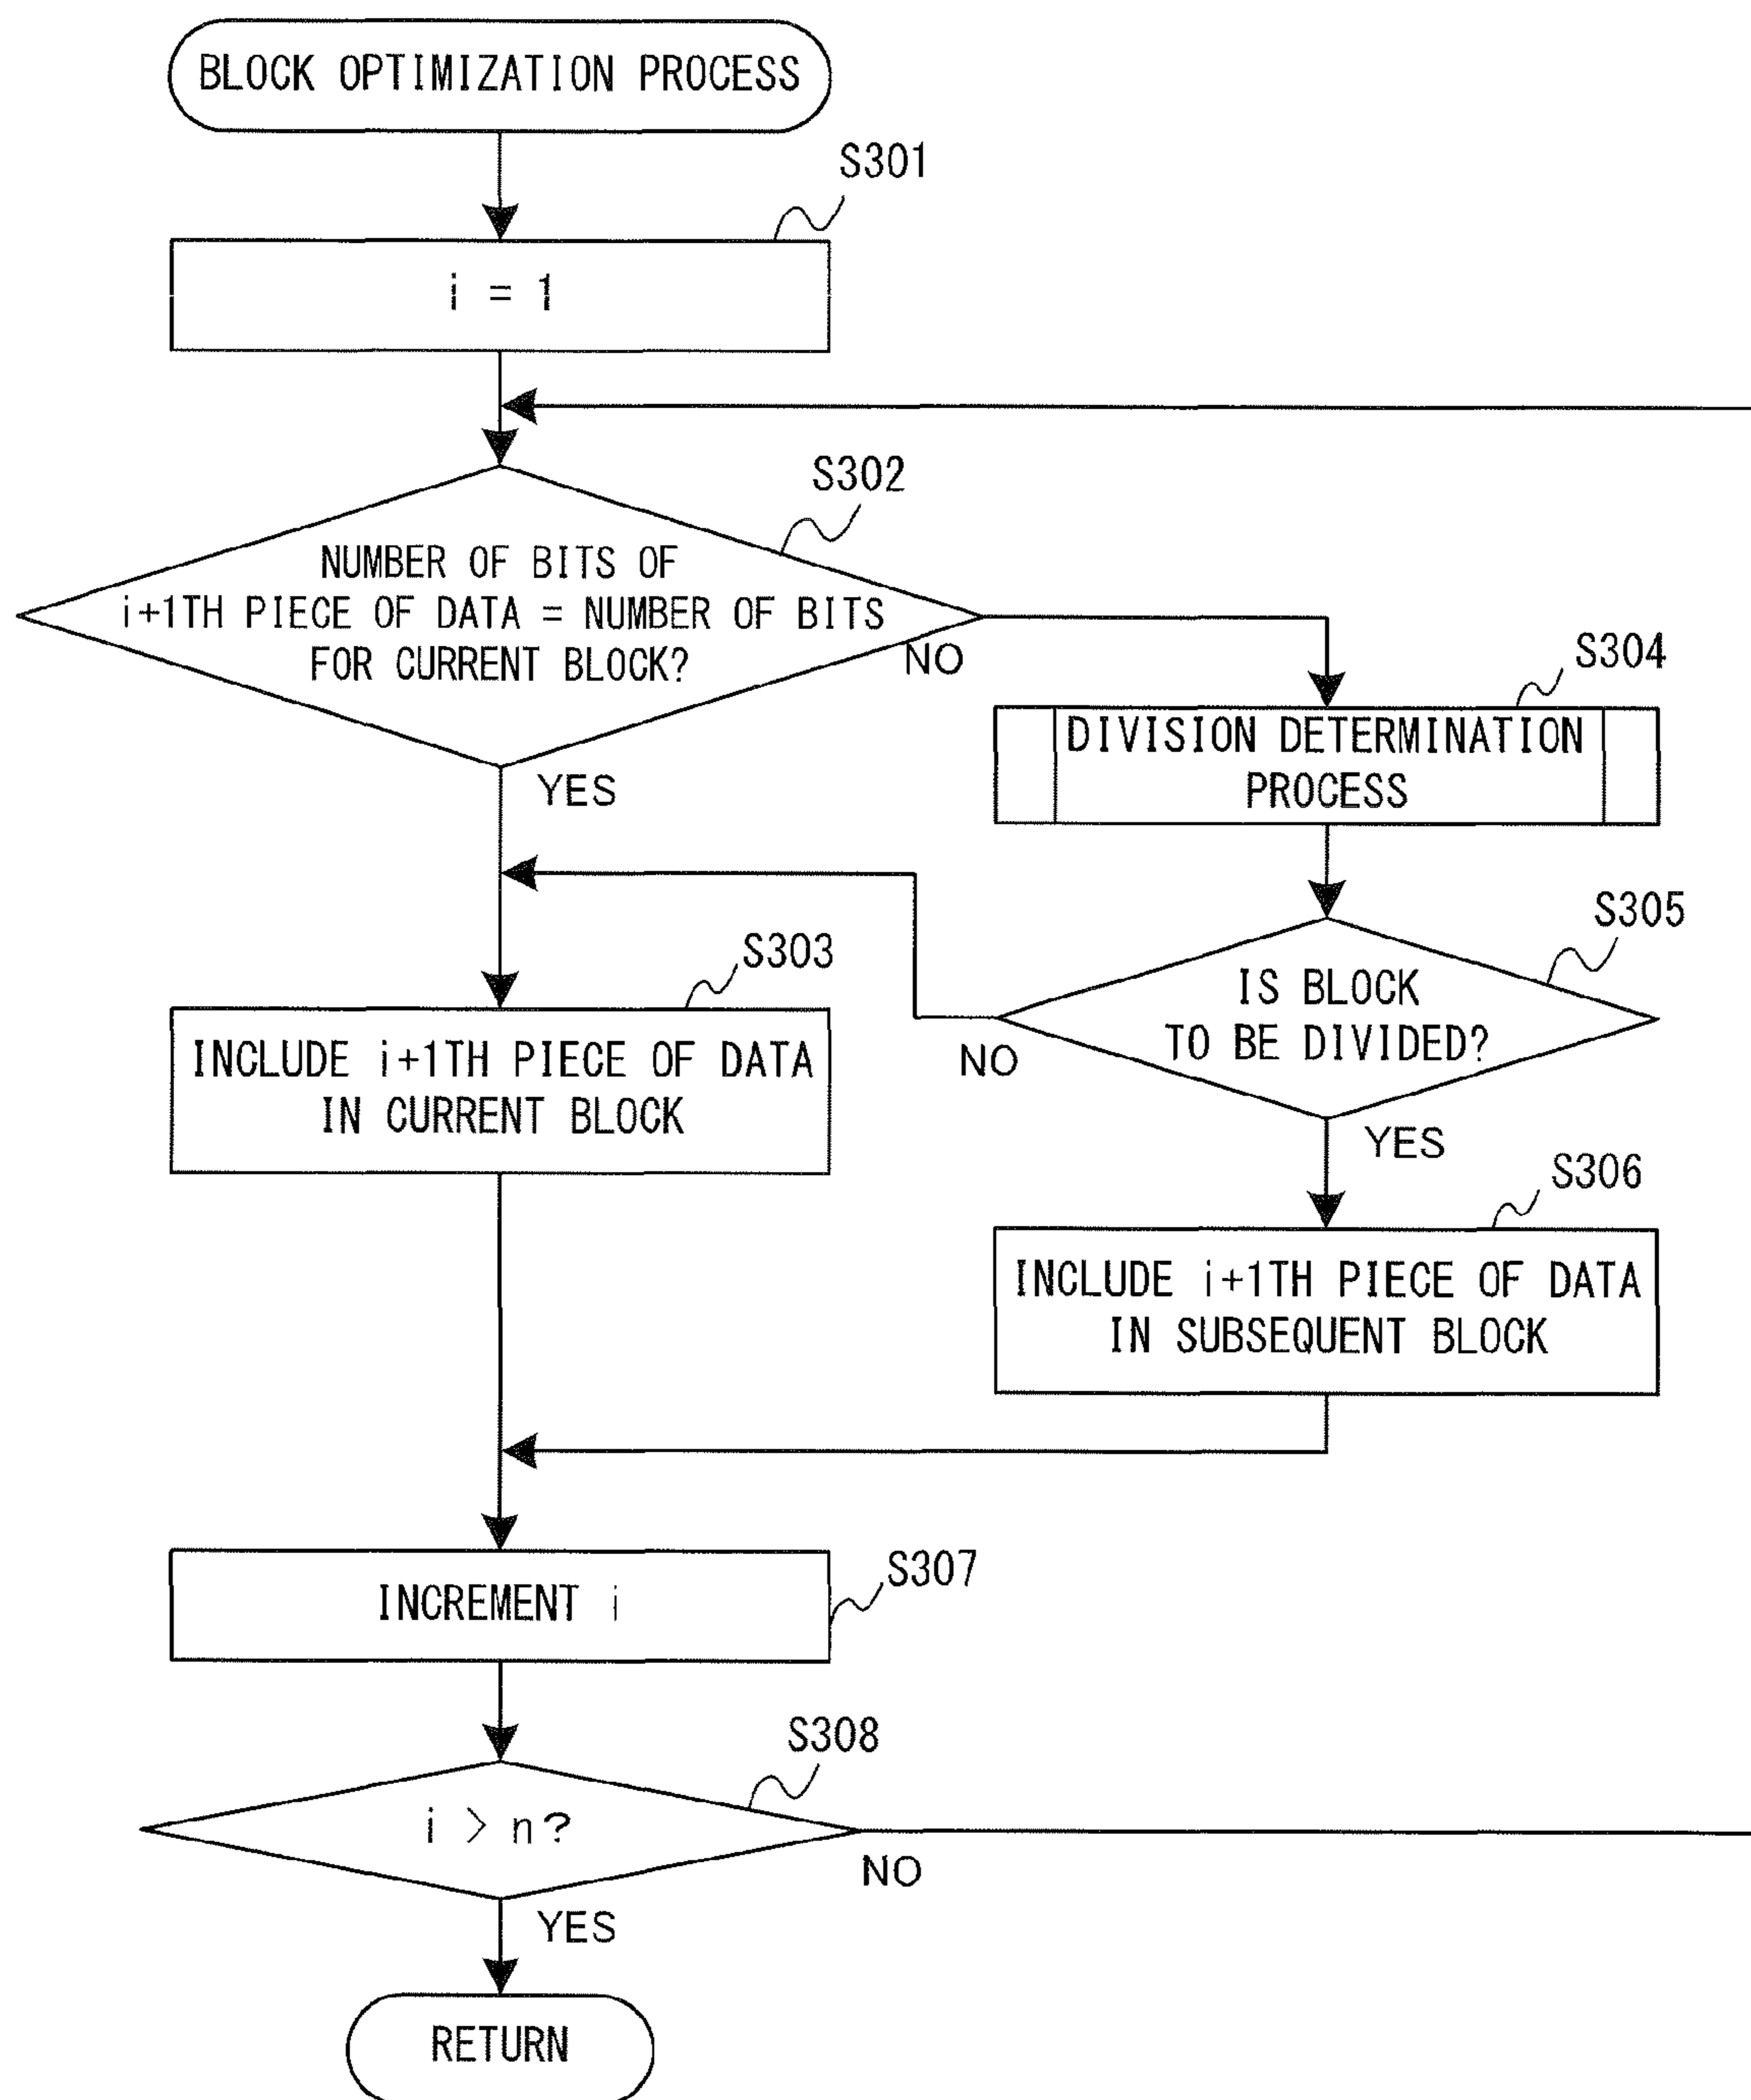 BLOCK OPTIMIZATION PROCESS
S301
i = 1
S302
NUMBER OF BITS OF
i+1TH PIECE OF DATA = NUMBER OF BITS
FOR CURRENT BLOCK?
NO
S304
DIVISION DETERMINATION
PROCESS
YES
S305
IS BLOCK
TO BE DIVIDED?
NO
YES
S303
INCLUDE i+1TH PIECE OF DATA
IN CURRENT BLOCK
S306
INCLUDE i+1TH PIECE OF DATA
IN SUBSEQUENT BLOCK
S307
INCREMENT i
S308
i > n?
NO
YES
RETURN